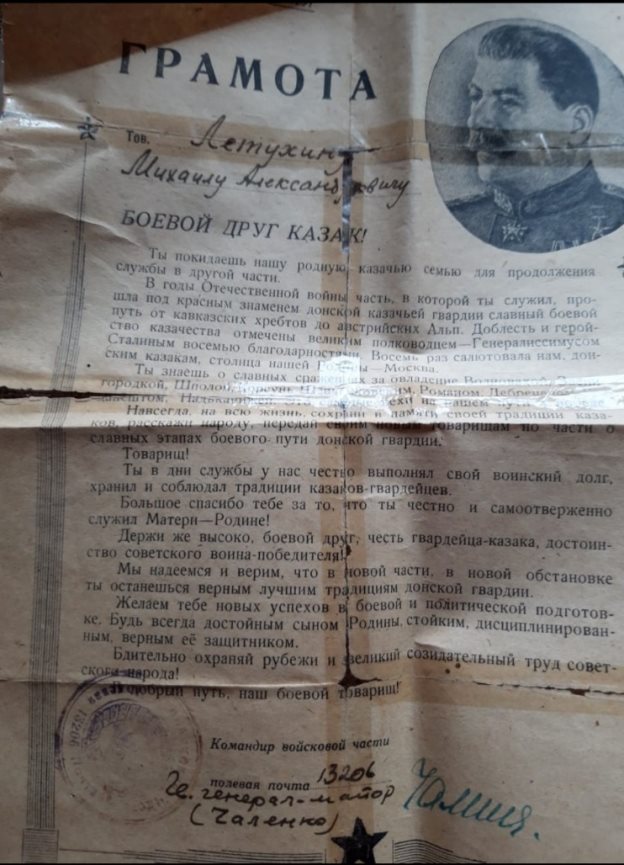 ГРАМОТА
Тов. Летухину
Михаилу Александровичу
БОЕВОЙ ДРУГ КАЗАК!
Ты покидаешь нашу родную казачью семью для продолжения
службы в другой части.
В годы Отечественной войны часть, в которой ты служил, про-
шла под красным знаменем донской казачьей гвардии славный боевой
путь от кавказских хребтов до австрийских Альп. Доблесть и герой-
ство казачества отмечены великим полководцем—Генералиссимусом
Сталиным восемью благодарностями. Восемь раз салютовала нам, дон-
ским казакам, столица нашей Родины—Москва.
Ты знаешь о славных сражениях за овладение
городкой, Шполой, Корсунь Романом, Дебрецен
Навсегда, на всю жизнь, сохрани в памяти своей традиции каза-
ков, расскажи народу, передай своим новым товарищам по части о
славных этапах боевого пути донской гвардии.
Товарищ!
Ты в дни службы у нас честно выполнял свой воинский долг,
хранил и соблюдал традиции казаков-гвардейцев.
Большое спасибо тебе за то, что ты честно и самоотверженно
служил Матери—Родине!
Держи же высоко, боевой друг, честь гвардейца-казака, достоин-
ство советского воина-победителя!
Мы надеемся и верим, что в новой части, в новой обстановке
ты останешься верным лучшим традициям донской гвардии.
Желаем тебе новых успехов в боевой и политической подготов-
ке. Будь всегда достойным сыном Родины, стойким, дисциплинирован-
ным, верным её защитником.
Бдительно охраняй рубежи и великий созидательный труд совет-
ского народа!
В добрый путь, наш боевой товарищ!
Командир войсковой части
полевая почта 13206
Гв. генерал-майор
(Чаленко)
13206